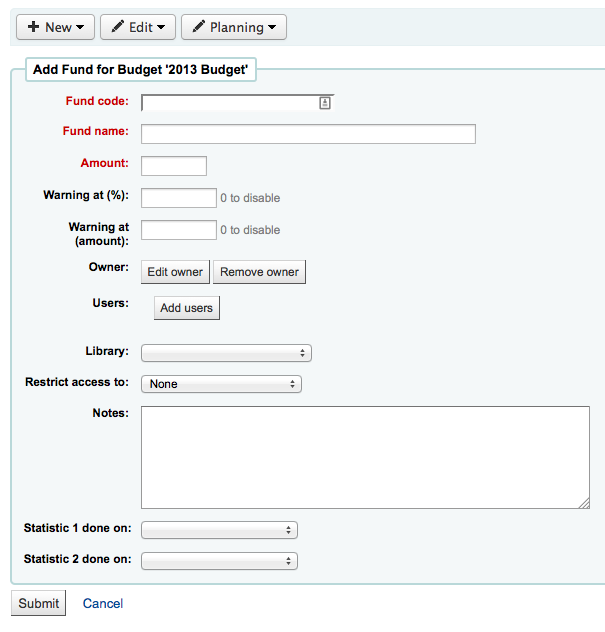 New Edit Planning
Add Fund for Budget '2013 Budget'
Fund code:
Fund name:
Amount:
Warning at (%): 0 to disable
Warning at
(amount): 0 to disable
Owner: Edit owner Remove owner
Users: Add users
Library:
Restrict access to: None
Notes:
Statistic 1 done on:
Statistic 2 done on:
Submit Cancel